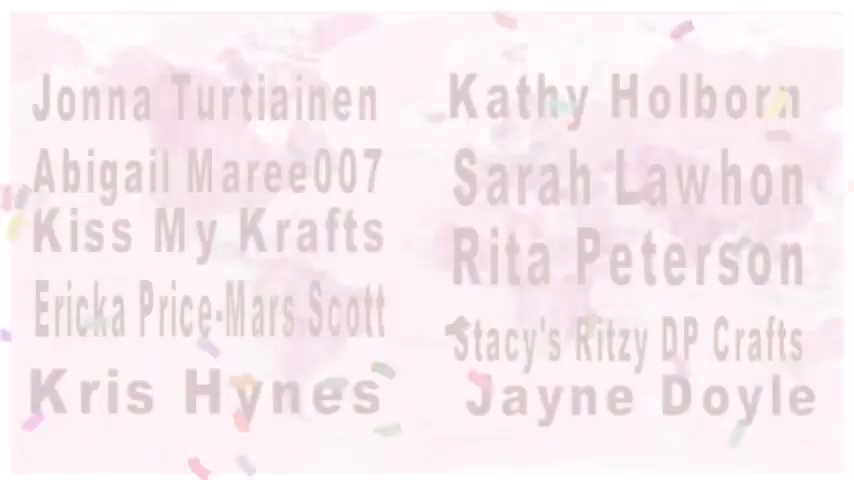 Jonna Turtiainen
Abigail Maree007
Kiss My Krafts
Ericka Price-Mars Scott
Kris Hynes
Kathy Holborn
Sarah Lawhon
Rita Peterson
Stacy's Ritzy DP Crafts
Jayne Doyle